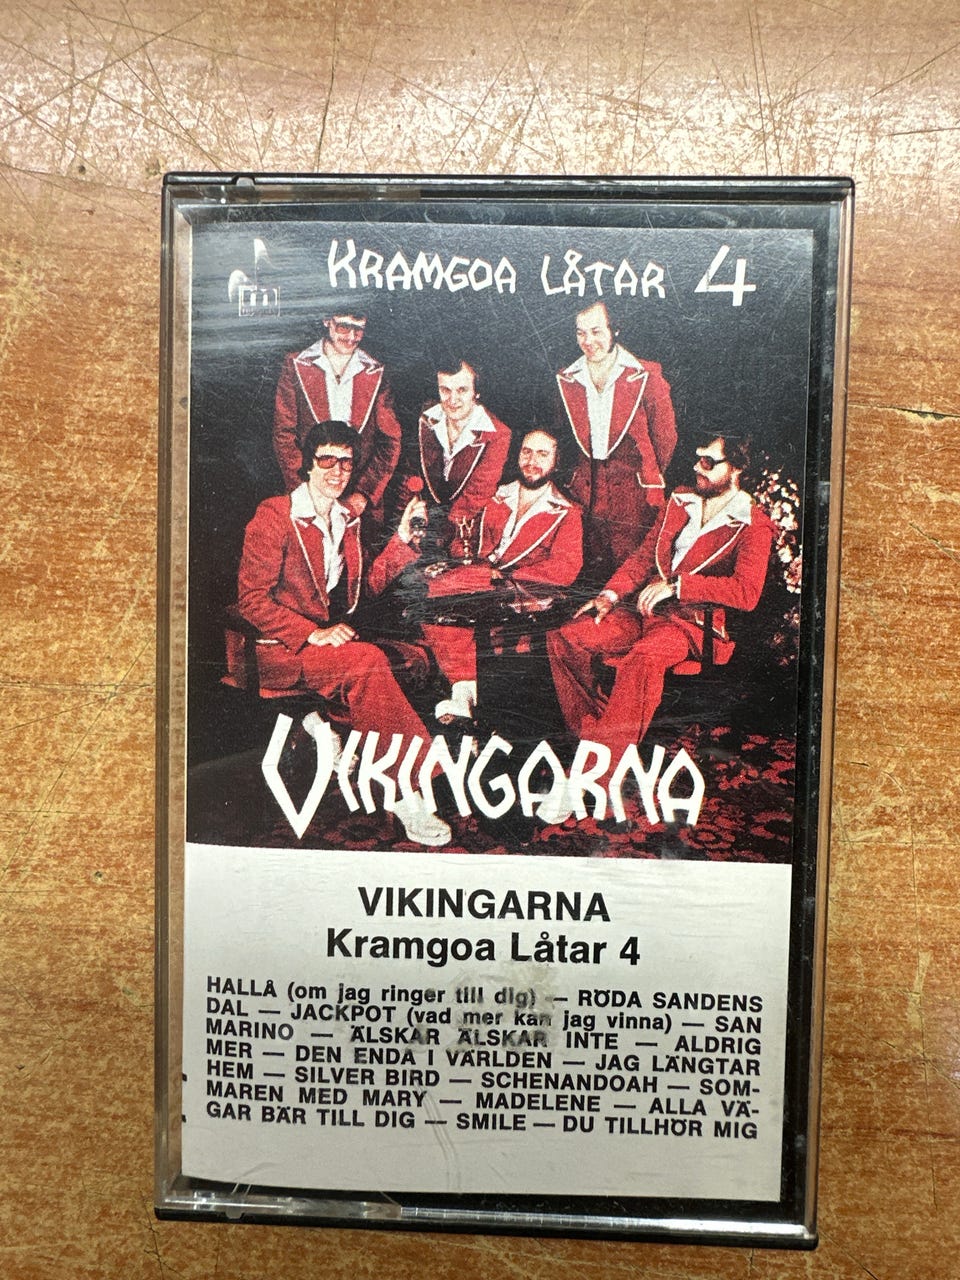 KRAMGOA LÅTAR 4
VIKINGARNA
VIKINGARNA
Kramgoa Låtar 4
HALLÅ (om jag ringer till dig) — RÖDA SANDENS
DAL — JACKPOT (vad mer kan jag vinna) — SAN
MARINO — ÄLSKAR ÄLSKAR INTE — ALDRIG
MER — DEN ENDA I VÄRLDEN — JAG LÄNGTAR
HEM — SILVER BIRD — SCHENANDOAH — SOM-
MAREN MED MARY — MADELENE — ALLA VÄ-
GAR BÄR TILL DIG — SMILE — DU TILLHÖR MIG